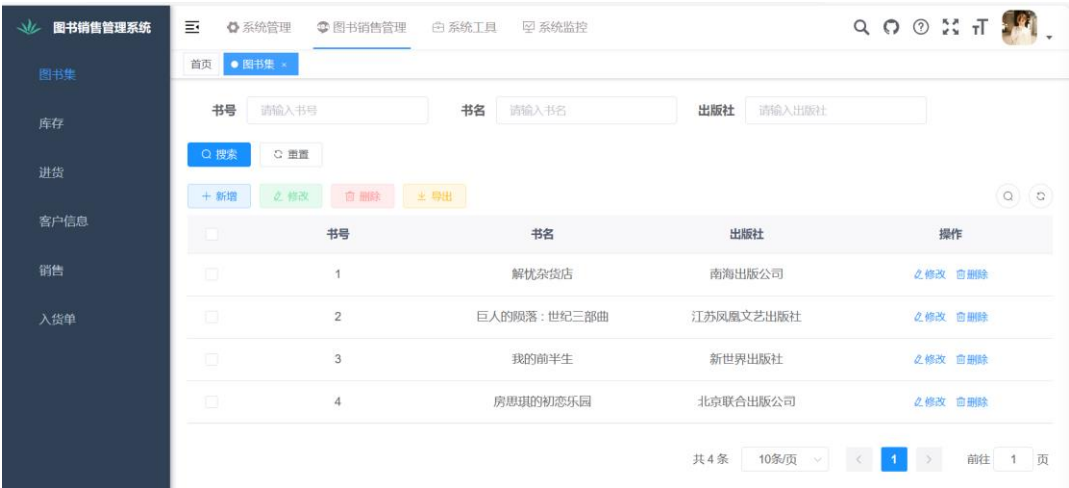 图书销售管理系统
系统管理 图书销售管理 系统工具 系统监控
首页 图书集 ×
图书集
库存
进货
客户信息
销售
入货单
书号 请输入书号 书名 请输入书名 出版社 请输入出版社
搜索 重置
+ 新增 修改 删除 导出
书号 书名 出版社 操作
1 解忧杂货店 南海出版公司 修改 删除
2 巨人的陨落：世纪三部曲 江苏凤凰文艺出版社 修改 删除
3 我的前半生 新世界出版社 修改 删除
4 房思琪的初恋乐园 北京联合出版公司 修改 删除
共 4 条 10条/页 < 1 > 前往 1 页